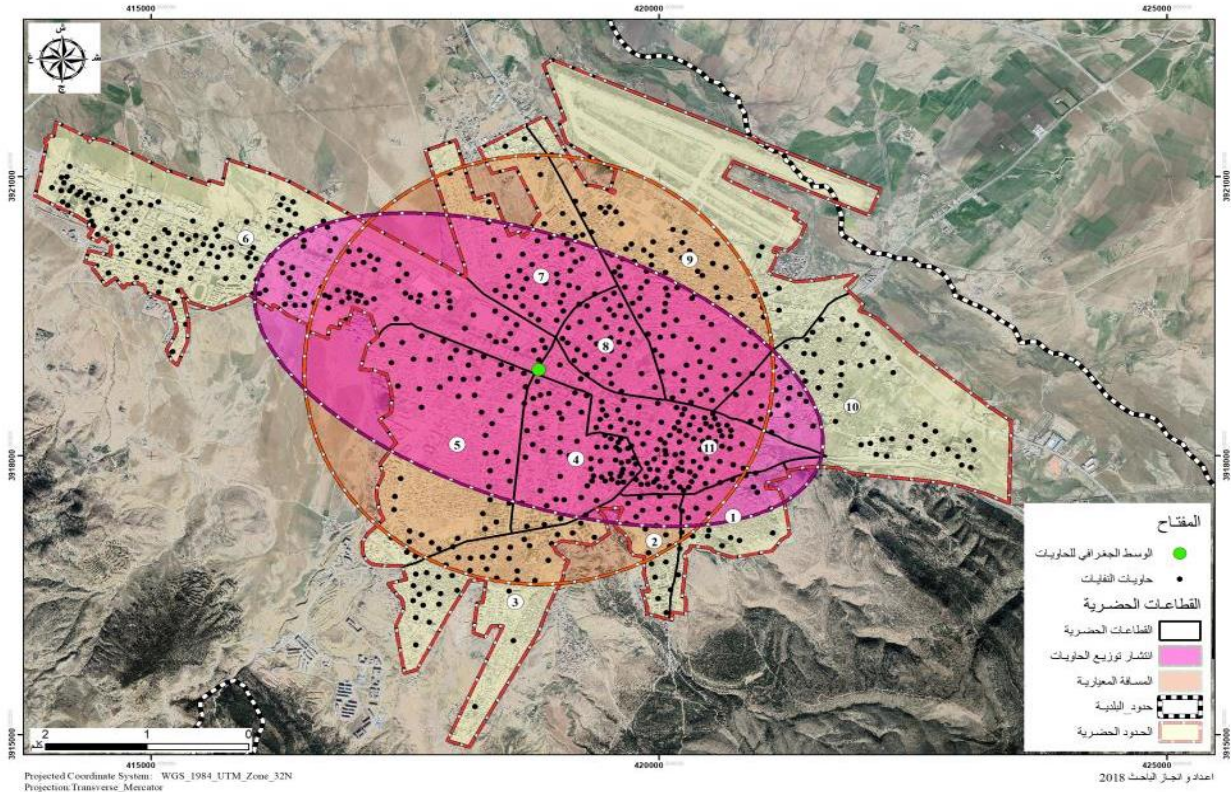 415000 420000 425000
3921000 3921000
3918000 3918000
3915000 3915000
6
7
9
8
10
5
4
11
1
2
3
المفتاح
الوسط الجغرافي للحاويات
حاويات النفايات
القطاعات الحضرية
القطاعات الحضرية
انتشار توزيع الحاويات
المسافة المعيارية
حدود_البلدية
الحدود الحضرية
2 1 0
كلم
415000 420000 425000
Projected Coordinate System: WGS_1984_UTM_Zone_32N
Projection:Transverse_Mercator
اعداد و انجاز الباحث 2018